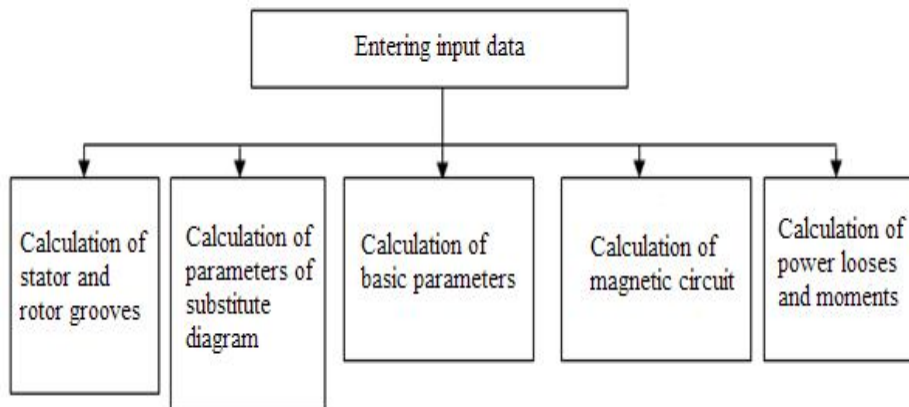 Entering input data
Calculation of
stator and
rotor grooves
Calculation of
parameters of
substitute
diagram
Calculation of
basic parameters
Calculation of
magnetic circuit
Calculation of
power looses
and moments